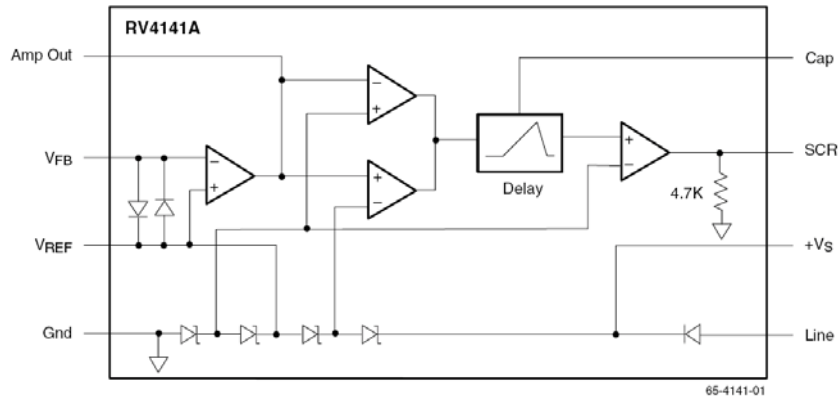 RV4141A
Amp Out
Cap
VFB
SCR
Delay
4.7K
VREF
+VS
Gnd
Line
65-4141-01
− + − + + − + −